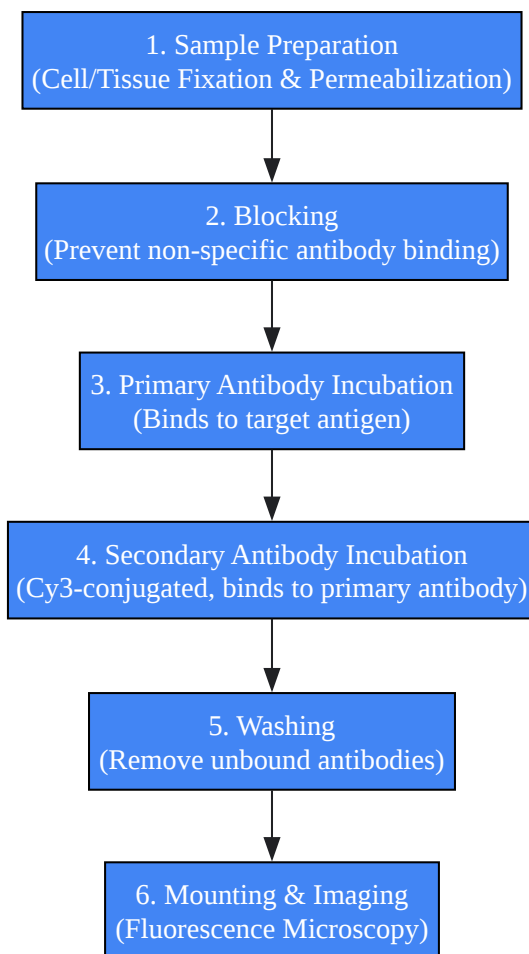 1. Sample Preparation
(Cell/Tissue Fixation & Permeabilization)
2. Blocking
(Prevent non-specific antibody binding)
3. Primary Antibody Incubation
(Binds to target antigen)
4. Secondary Antibody Incubation
(Cy3-conjugated, binds to primary antibody)
5. Washing
(Remove unbound antibodies)
6. Mounting & Imaging
(Fluorescence Microscopy)